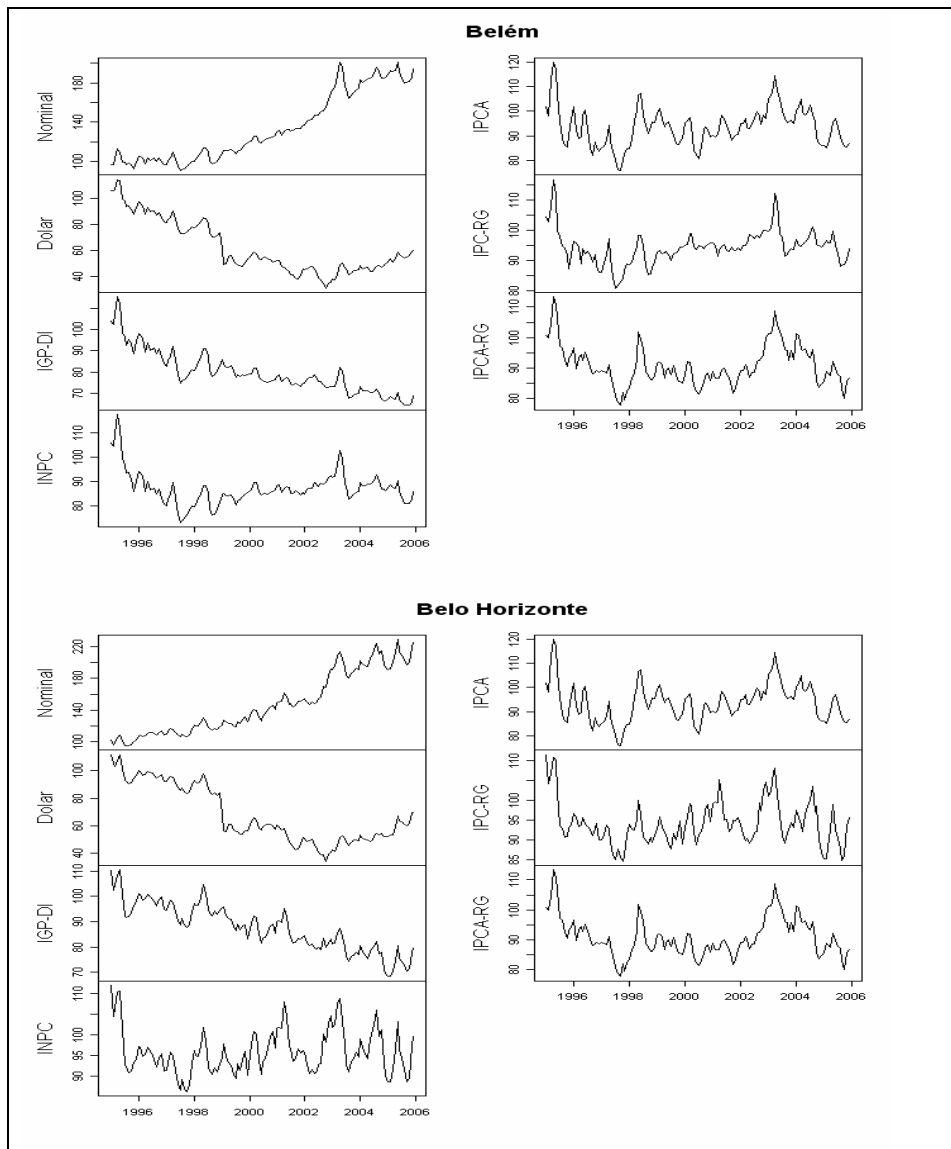 Belém
Nominal
100 140 180
Dolar
40 60 80 100
IGP-DI
70 80 90 100
INPC
80 90 100 110
1996 1998 2000 2002 2004 2006
IPCA
80 90 100 110 120
IPC-RG
80 90 100 110
IPCA-RG
80 90 100 110
1996 1998 2000 2002 2004 2006
Belo Horizonte
Nominal
100 140 180 220
Dolar
40 60 80 100
IGP-DI
70 80 90 100 110
INPC
90 95 100 110
1996 1998 2000 2002 2004 2006
IPCA
80 90 100 110 120
IPC-RG
85 90 95 100 110
IPCA-RG
80 90 100 110
1996 1998 2000 2002 2004 2006